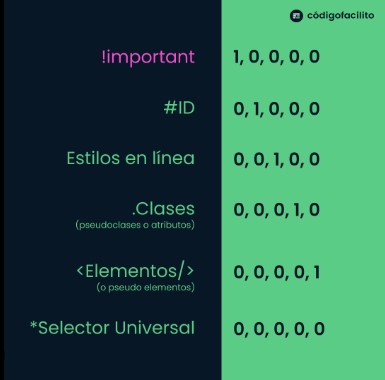 códigofacilito
!important 1, 0, 0, 0, 0
#ID 0, 1, 0, 0, 0
Estilos en línea 0, 0, 1, 0, 0
.Clases 0, 0, 0, 1, 0
(pseudoclases o atributos)
<Elementos/> 0, 0, 0, 0, 1
(o pseudo elementos)
*Selector Universal 0, 0, 0, 0, 0